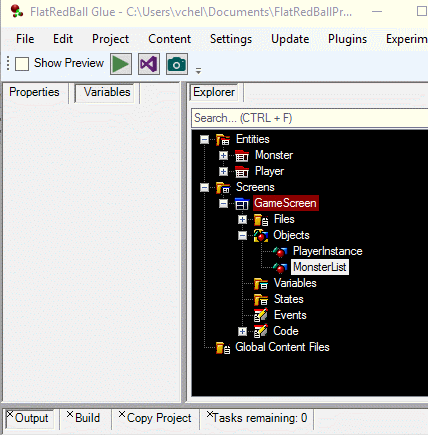 FlatRedBall Glue - C:\Users\vchel\Documents\FlatRedBallPr...
File Edit Project Content Settings Update Plugins Experim
Show Preview
Properties Variables Explorer
Search... (CTRL + F)
Entities
Monster
Player
Screens
GameScreen
Files
Objects
PlayerInstance
MonsterList
Variables
States
Events
Code
Global Content Files
Output Build Copy Project Tasks remaining: 0